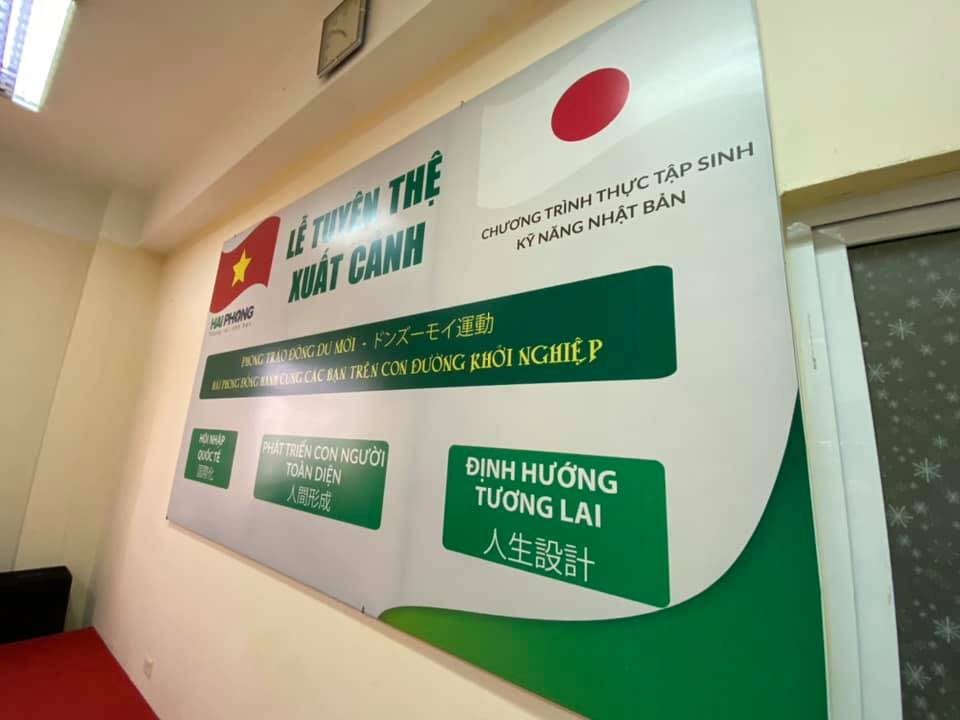 LỄ TUYÊN THỆ
XUẤT CẢNH
CHƯƠNG TRÌNH THỰC TẬP SINH
KỸ NĂNG NHẬT BẢN
HAI PHONG
PHONG TRÀO ĐÔNG DU MỚI - ドンズーモイ運動
HẢI PHONG ĐỒNG HÀNH CÙNG CÁC BẠN TRÊN CON ĐƯỜNG KHỞI NGHIỆP
HỘI NHẬP
QUỐC TẾ
国際化
PHÁT TRIỂN CON NGƯỜI
TOÀN DIỆN
人間形成
ĐỊNH HƯỚNG
TƯƠNG LAI
人生設計